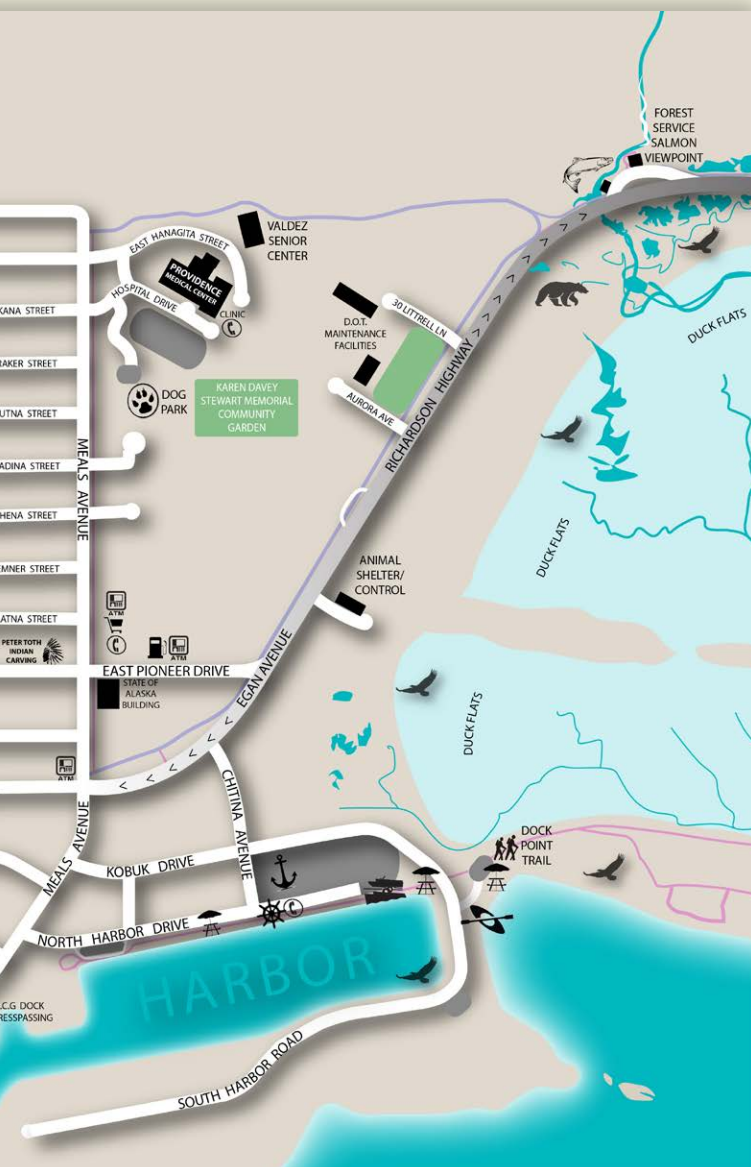 FOREST
SERVICE
SALMON
VIEWPOINT
EAST HANAGITA STREET
VALDEZ
SENIOR
CENTER
PROVIDENCE
MEDICAL CENTER
HOSPITAL DRIVE
CLINIC
KANA STREET
30 LITTRELL LN
D.O.T.
MAINTENANCE
FACILITIES
DUCK FLATS
RAKER STREET
DOG
PARK
KAREN DAVEY
STEWART MEMORIAL
COMMUNITY
GARDEN
AURORA AVE
RICHARDSON HIGHWAY
UTNA STREET
MEALS AVENUE
ADINA STREET
HENA STREET
DUCK FLATS
ANIMAL
SHELTER/
CONTROL
EMNER STREET
ATM
ATNA STREET
PETER TOTH
INDIAN
CARVING
ATM
EAST PIONEER DRIVE
EGAN AVENUE
STATE OF
ALASKA
BUILDING
DUCK FLATS
ATM
CHITINA AVENUE
MEALS AVENUE
KOBUK DRIVE
DOCK
POINT
TRAIL
NORTH HARBOR DRIVE
HARBOR
.C.G DOCK
RESSPASSING
SOUTH HARBOR ROAD